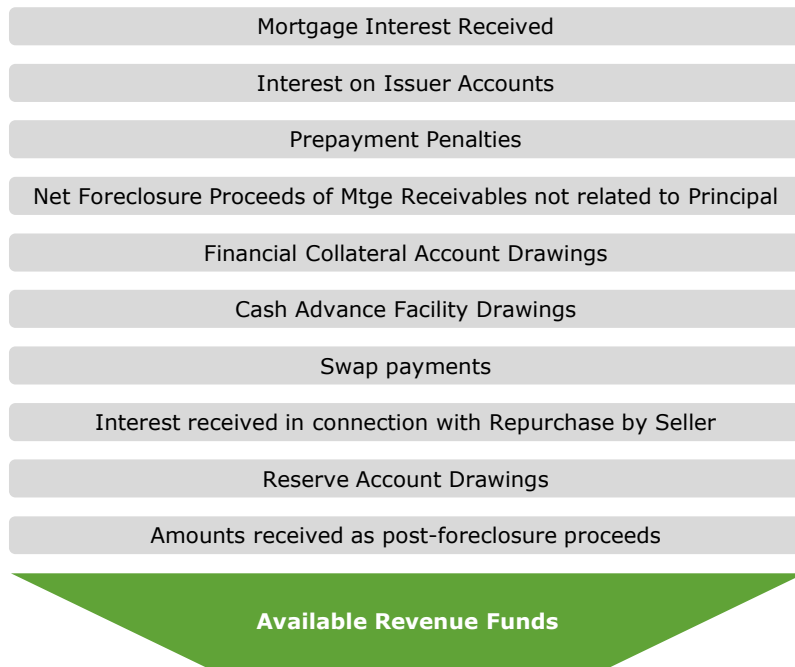 Mortgage Interest Received
Interest on Issuer Accounts
Prepayment Penalties
Net Foreclosure Proceeds of Mtge Receivables not related to Principal
Financial Collateral Account Drawings
Cash Advance Facility Drawings
Swap payments
Interest received in connection with Repurchase by Seller
Reserve Account Drawings
Amounts received as post-foreclosure proceeds
Available Revenue Funds